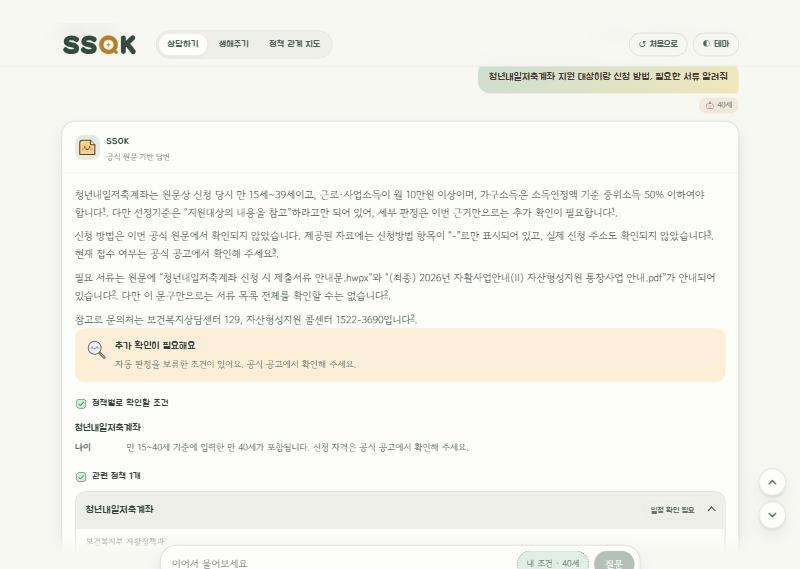 SSOK
상담하기 생애주기 정책 관계 지도
처음으로 테마
청년내일저축계좌 지원 대상이랑 신청 방법, 필요한 서류 알려줘
40세
SSOK
공식 원문 기반 답변
청년내일저축계좌는 원문상 신청 당시 만 15세~39세이고, 근로·사업소득이 월 10만원 이상이며, 가구소득은 소득인정액 기준 중위소득 50% 이하여야
합니다1. 다만 선정기준은 "지원대상의 내용을 참고"하라고만 되어 있어, 세부 판정은 이번 근거만으로는 추가 확인이 필요합니다1.
신청 방법은 이번 공식 원문에서 확인되지 않았습니다. 제공된 자료에는 신청방법 항목이 "-"로만 표시되어 있고, 실제 신청 주소도 확인되지 않았습니다3.
현재 접수 여부는 공식 공고에서 확인해 주세요3.
필요 서류는 원문에 "청년내일저축계좌 신청 시 제출서류 안내문.hwpx"와 "(최종) 2026년 자활사업안내(II) 자산형성지원 통장사업 안내.pdf"가 안내되어
있습니다2. 다만 이 문구만으로는 서류 목록 전체를 확인할 수는 없습니다2.
참고로 문의처는 보건복지상담센터 129, 자산형성지원 콜센터 1522-3690입니다2.
추가 확인이 필요해요
자동 판정을 보류한 조건이 있어요. 공식 공고에서 확인해 주세요.
정책별로 확인할 조건
청년내일저축계좌
나이 만 15~40세 기준에 입력한 만 40세가 포함됩니다. 신청 자격은 공식 공고에서 확인해 주세요.
관련 정책 1개
청년내일저축계좌 일정 확인 필요
보건복지부 자활정책과
이어서 물어보세요 내 조건 · 40세 질문